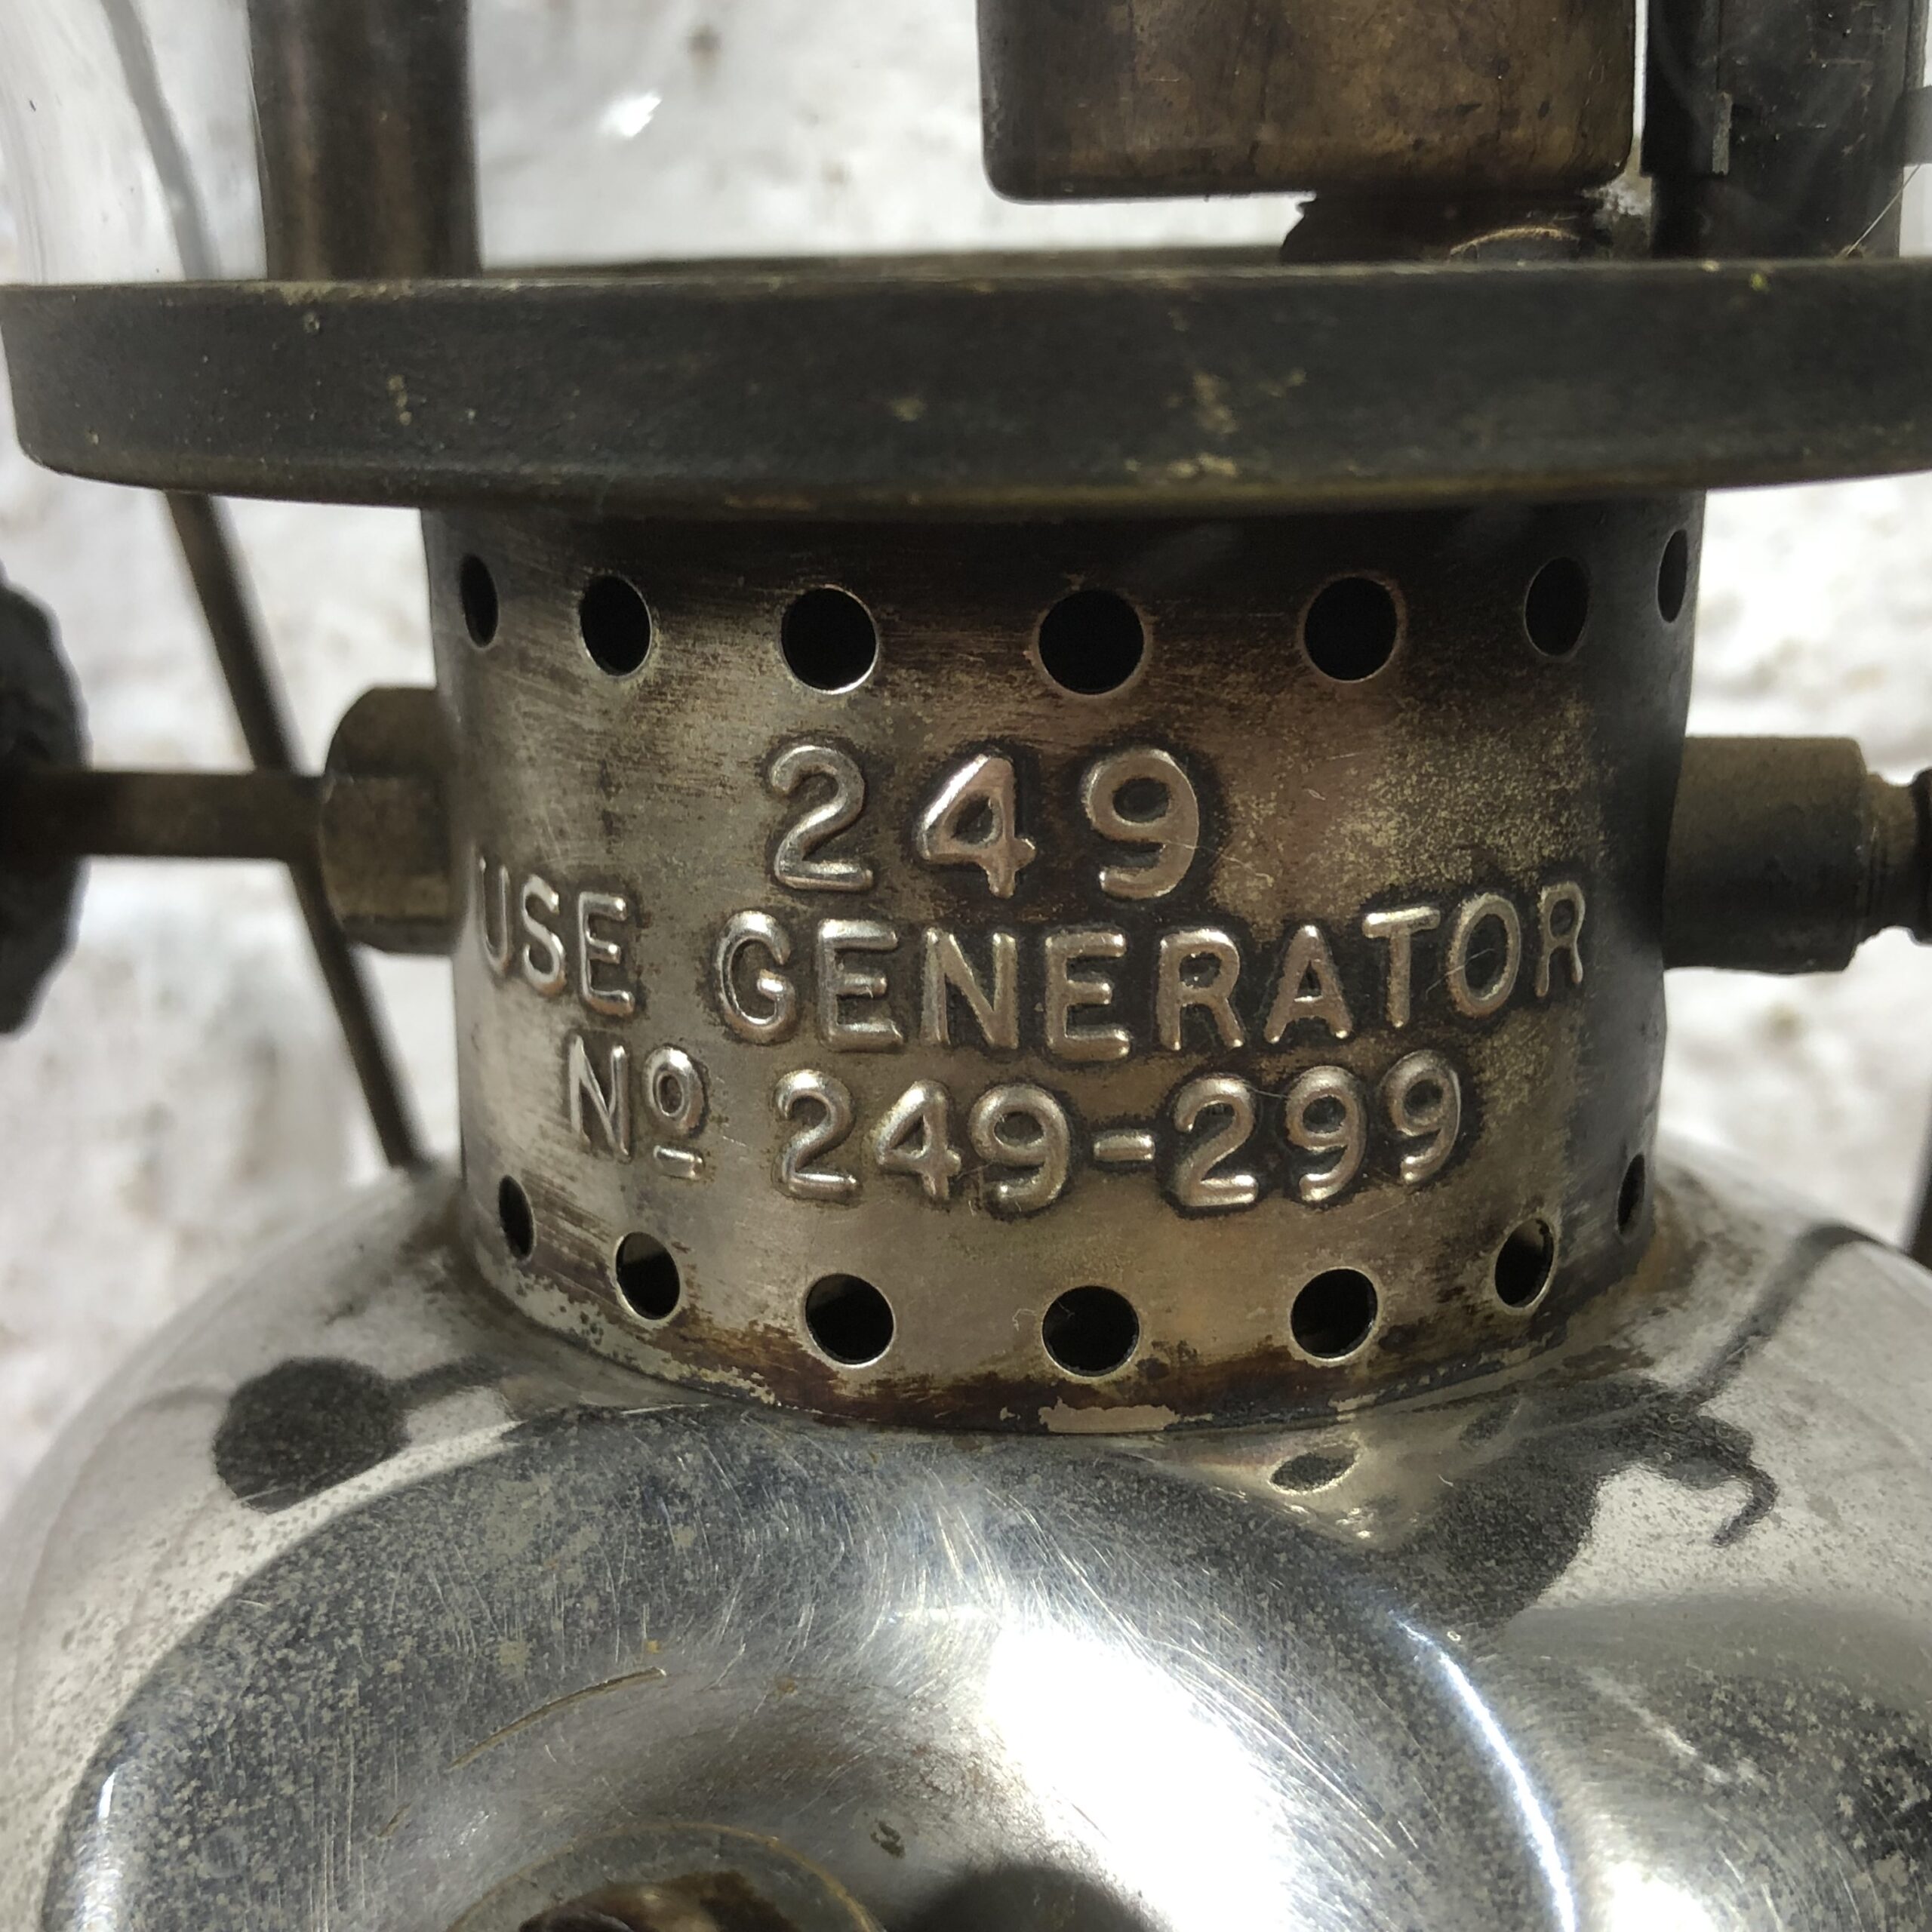 249
USE GENERATOR
Nº 249-299